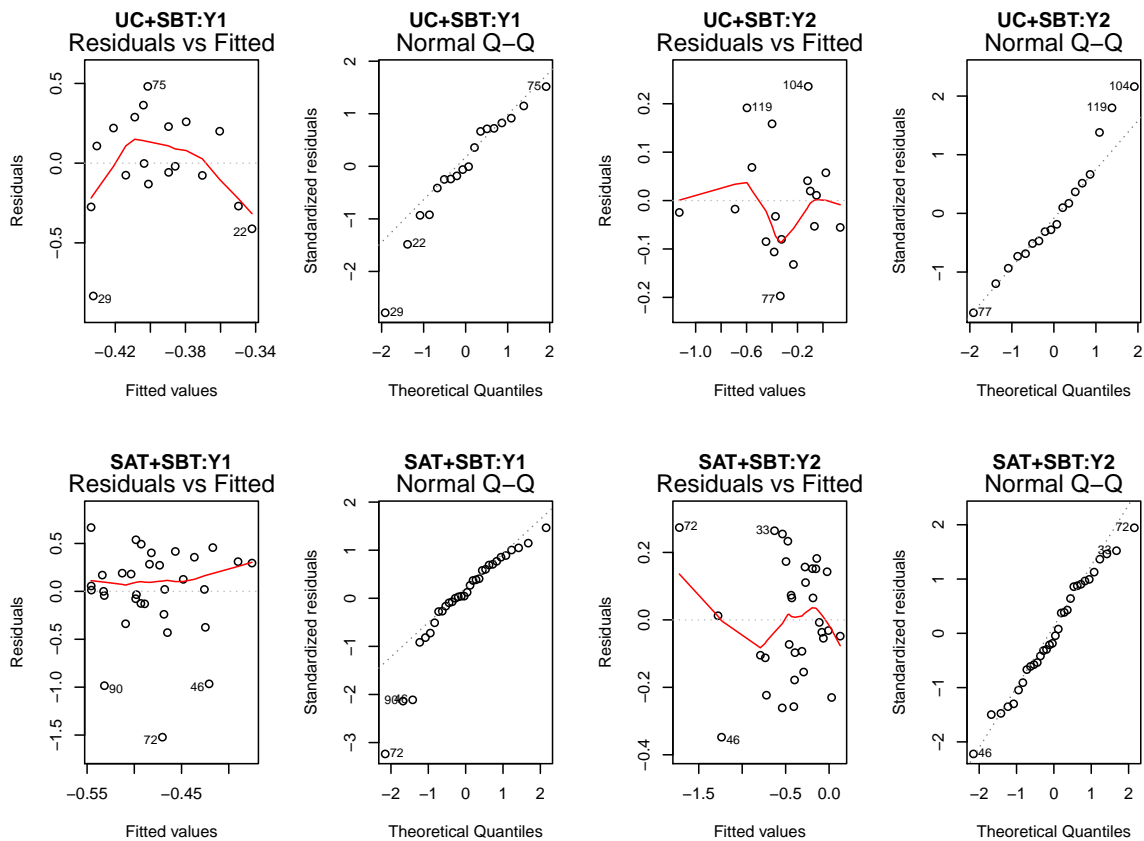 UC+SBT:Y1
Residuals vs Fitted
0.5
0.0
−0.5
Residuals
75
22
29
−0.42
−0.38
−0.34
Fitted values
UC+SBT:Y1
Normal Q−Q
2
1
0
−1
−2
Standardized residuals
75
22
29
−2
−1
0
1
2
Theoretical Quantiles
UC+SBT:Y2
Residuals vs Fitted
0.2
0.1
0.0
−0.1
−0.2
Residuals
104
119
77
−1.0
−0.6
−0.2
Fitted values
UC+SBT:Y2
Normal Q−Q
2
1
0
−1
Standardized residuals
104
119
77
−2
−1
0
1
2
Theoretical Quantiles
SAT+SBT:Y1
Residuals vs Fitted
0.5
0.0
−0.5
−1.0
−1.5
Residuals
90
46
72
−0.55
−0.45
Fitted values
SAT+SBT:Y1
Normal Q−Q
2
1
0
−1
−2
−3
Standardized residuals
90
46
72
−2
−1
0
1
2
Theoretical Quantiles
SAT+SBT:Y2
Residuals vs Fitted
0.4
0.2
0.0
−0.2
−0.4
Residuals
72
33
46
−1.5
−0.5
0.0
Fitted values
SAT+SBT:Y2
Normal Q−Q
2
1
0
−1
−2
Standardized residuals
72
33
46
−2
−1
0
1
2
Theoretical Quantiles